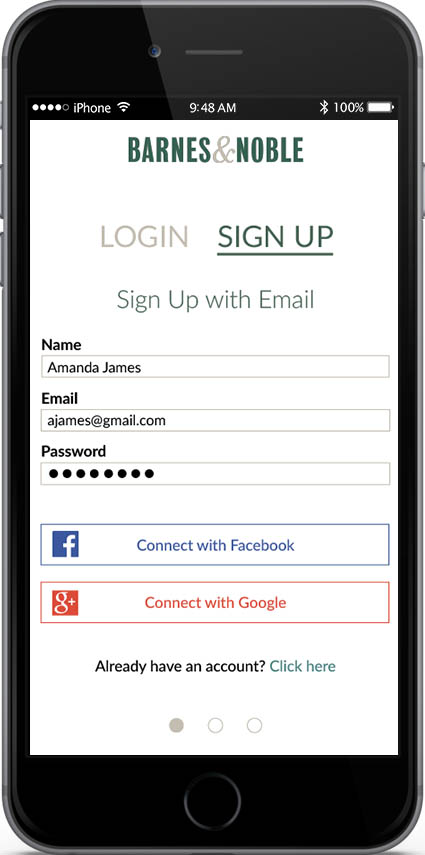 iPhone 9:48 AM 100%
BARNES&NOBLE
LOGIN SIGN UP
Sign Up with Email
Name
Amanda James
Email
ajames@gmail.com
Password
Connect with Facebook
g+ Connect with Google
Already have an account? Click here